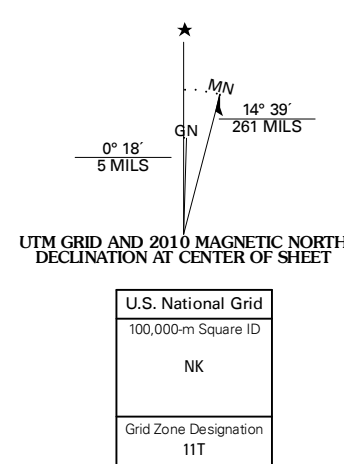 MN
14° 39´
261 MILS
GN
0° 18´
5 MILS
UTM GRID AND 2010 MAGNETIC NORTH
DECLINATION AT CENTER OF SHEET
U.S. National Grid
100,000-m Square ID
NK
Grid Zone Designation
11T